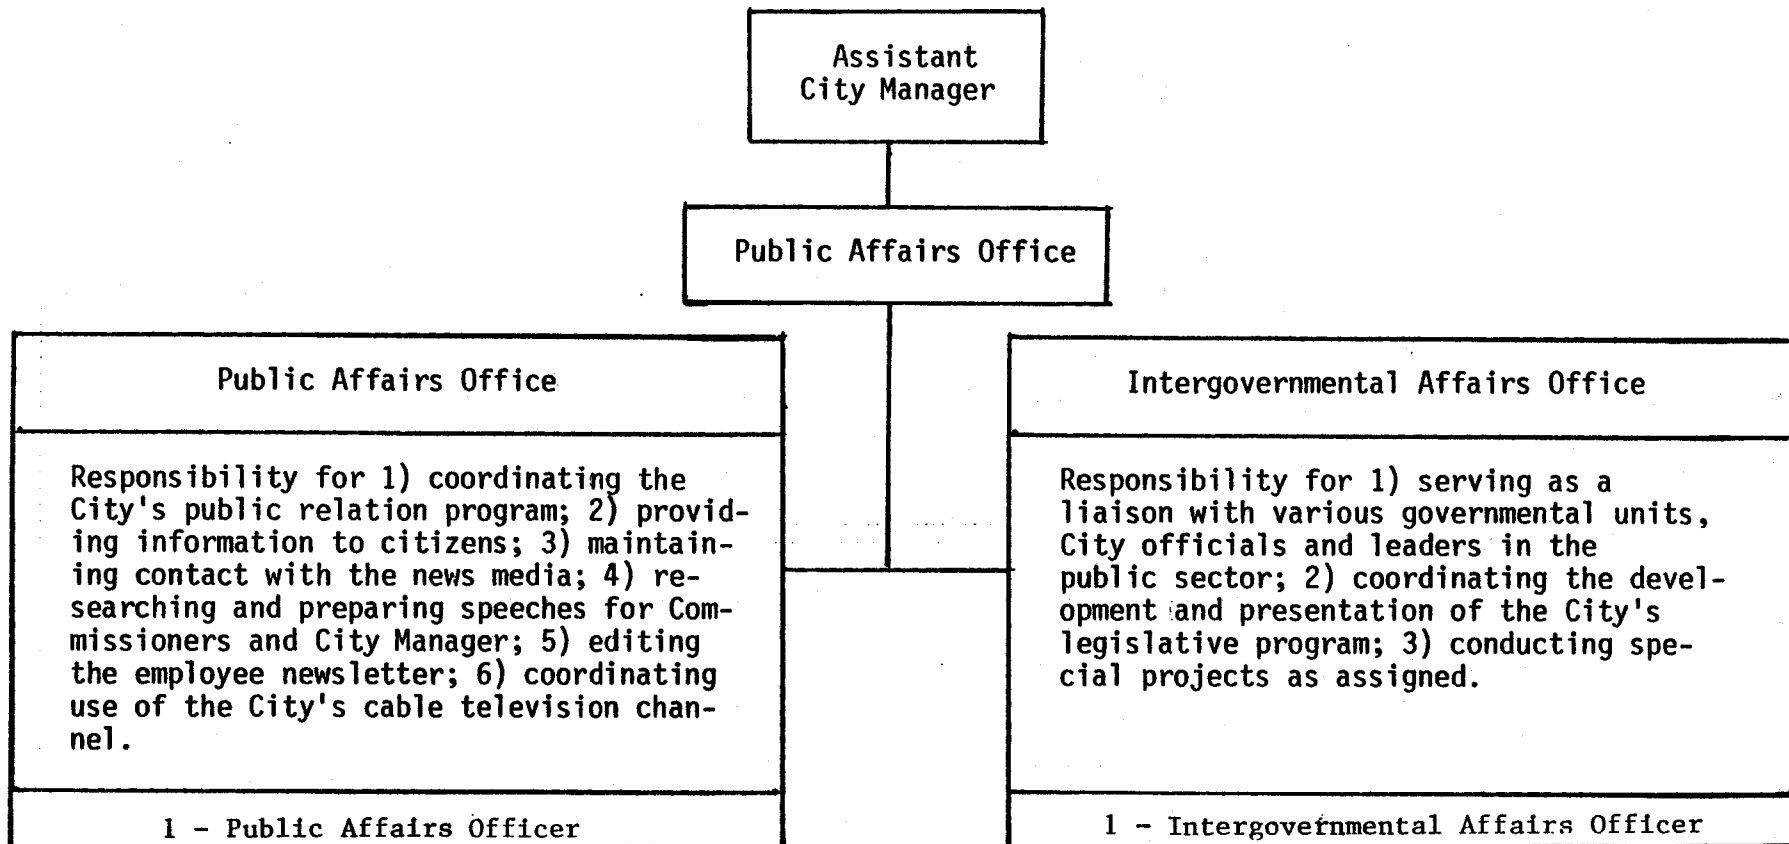 Assistant
City Manager
Public Affairs Office
Public Affairs Office
Responsibility for 1) coordinating the
City's public relation program; 2) provid-
ing information to citizens; 3) maintain-
ing contact with the news media; 4) re-
searching and preparing speeches for Com-
missioners and City Manager; 5) editing
the employee newsletter; 6) coordinating
use of the City's cable television chan-
nel.
1 - Public Affairs Officer
Intergovernmental Affairs Office
Responsibility for 1) serving as a
liaison with various governmental units,
City officials and leaders in the
public sector; 2) coordinating the devel-
opment and presentation of the City's
legislative program; 3) conducting spe-
cial projects as assigned.
1 - Intergovernmental Affairs Officer